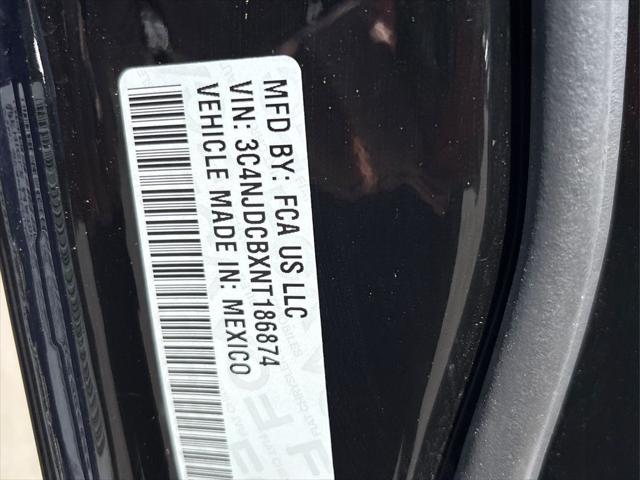 MFD BY: FCA US LLC
VIN: 3C4NJDCBXNT186874
VEHICLE MADE IN: MEXICO